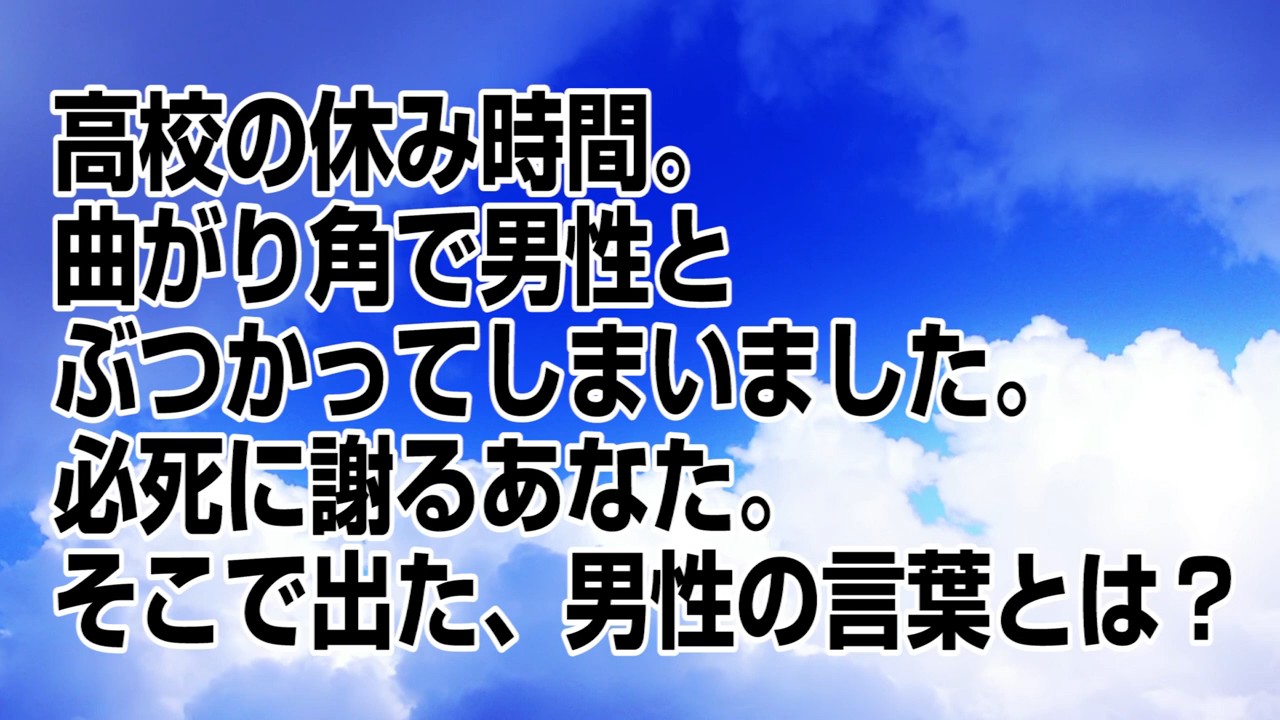 高校の休み時間。
曲がり角で男性と
ぶつかってしまいました。
必死に謝るあなた。
そこで出た、男性の言葉とは？